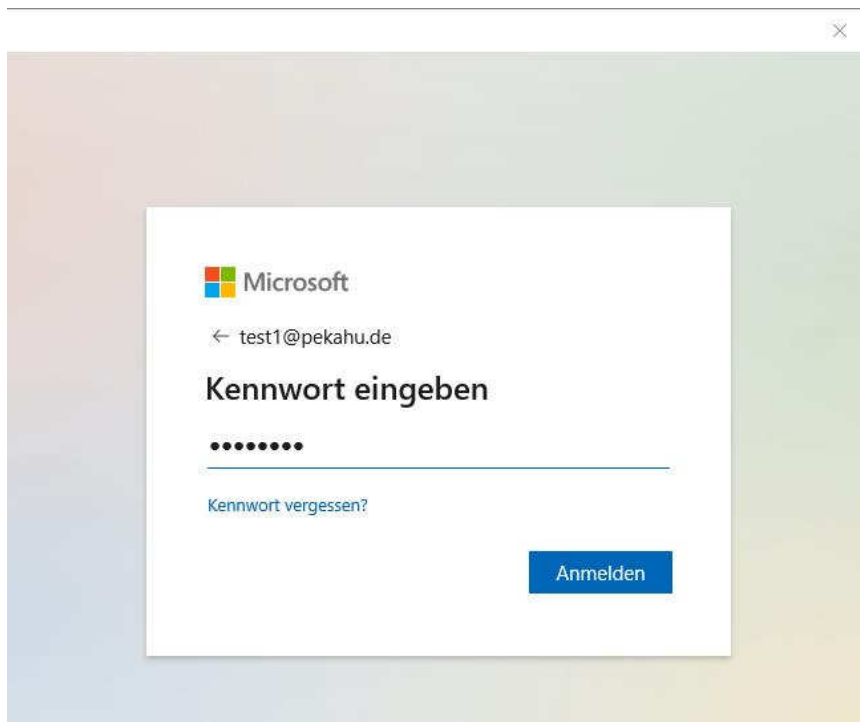 Microsoft
← test1@pekahu.de
Kennwort eingeben
••••••••
Kennwort vergessen?
Anmelden